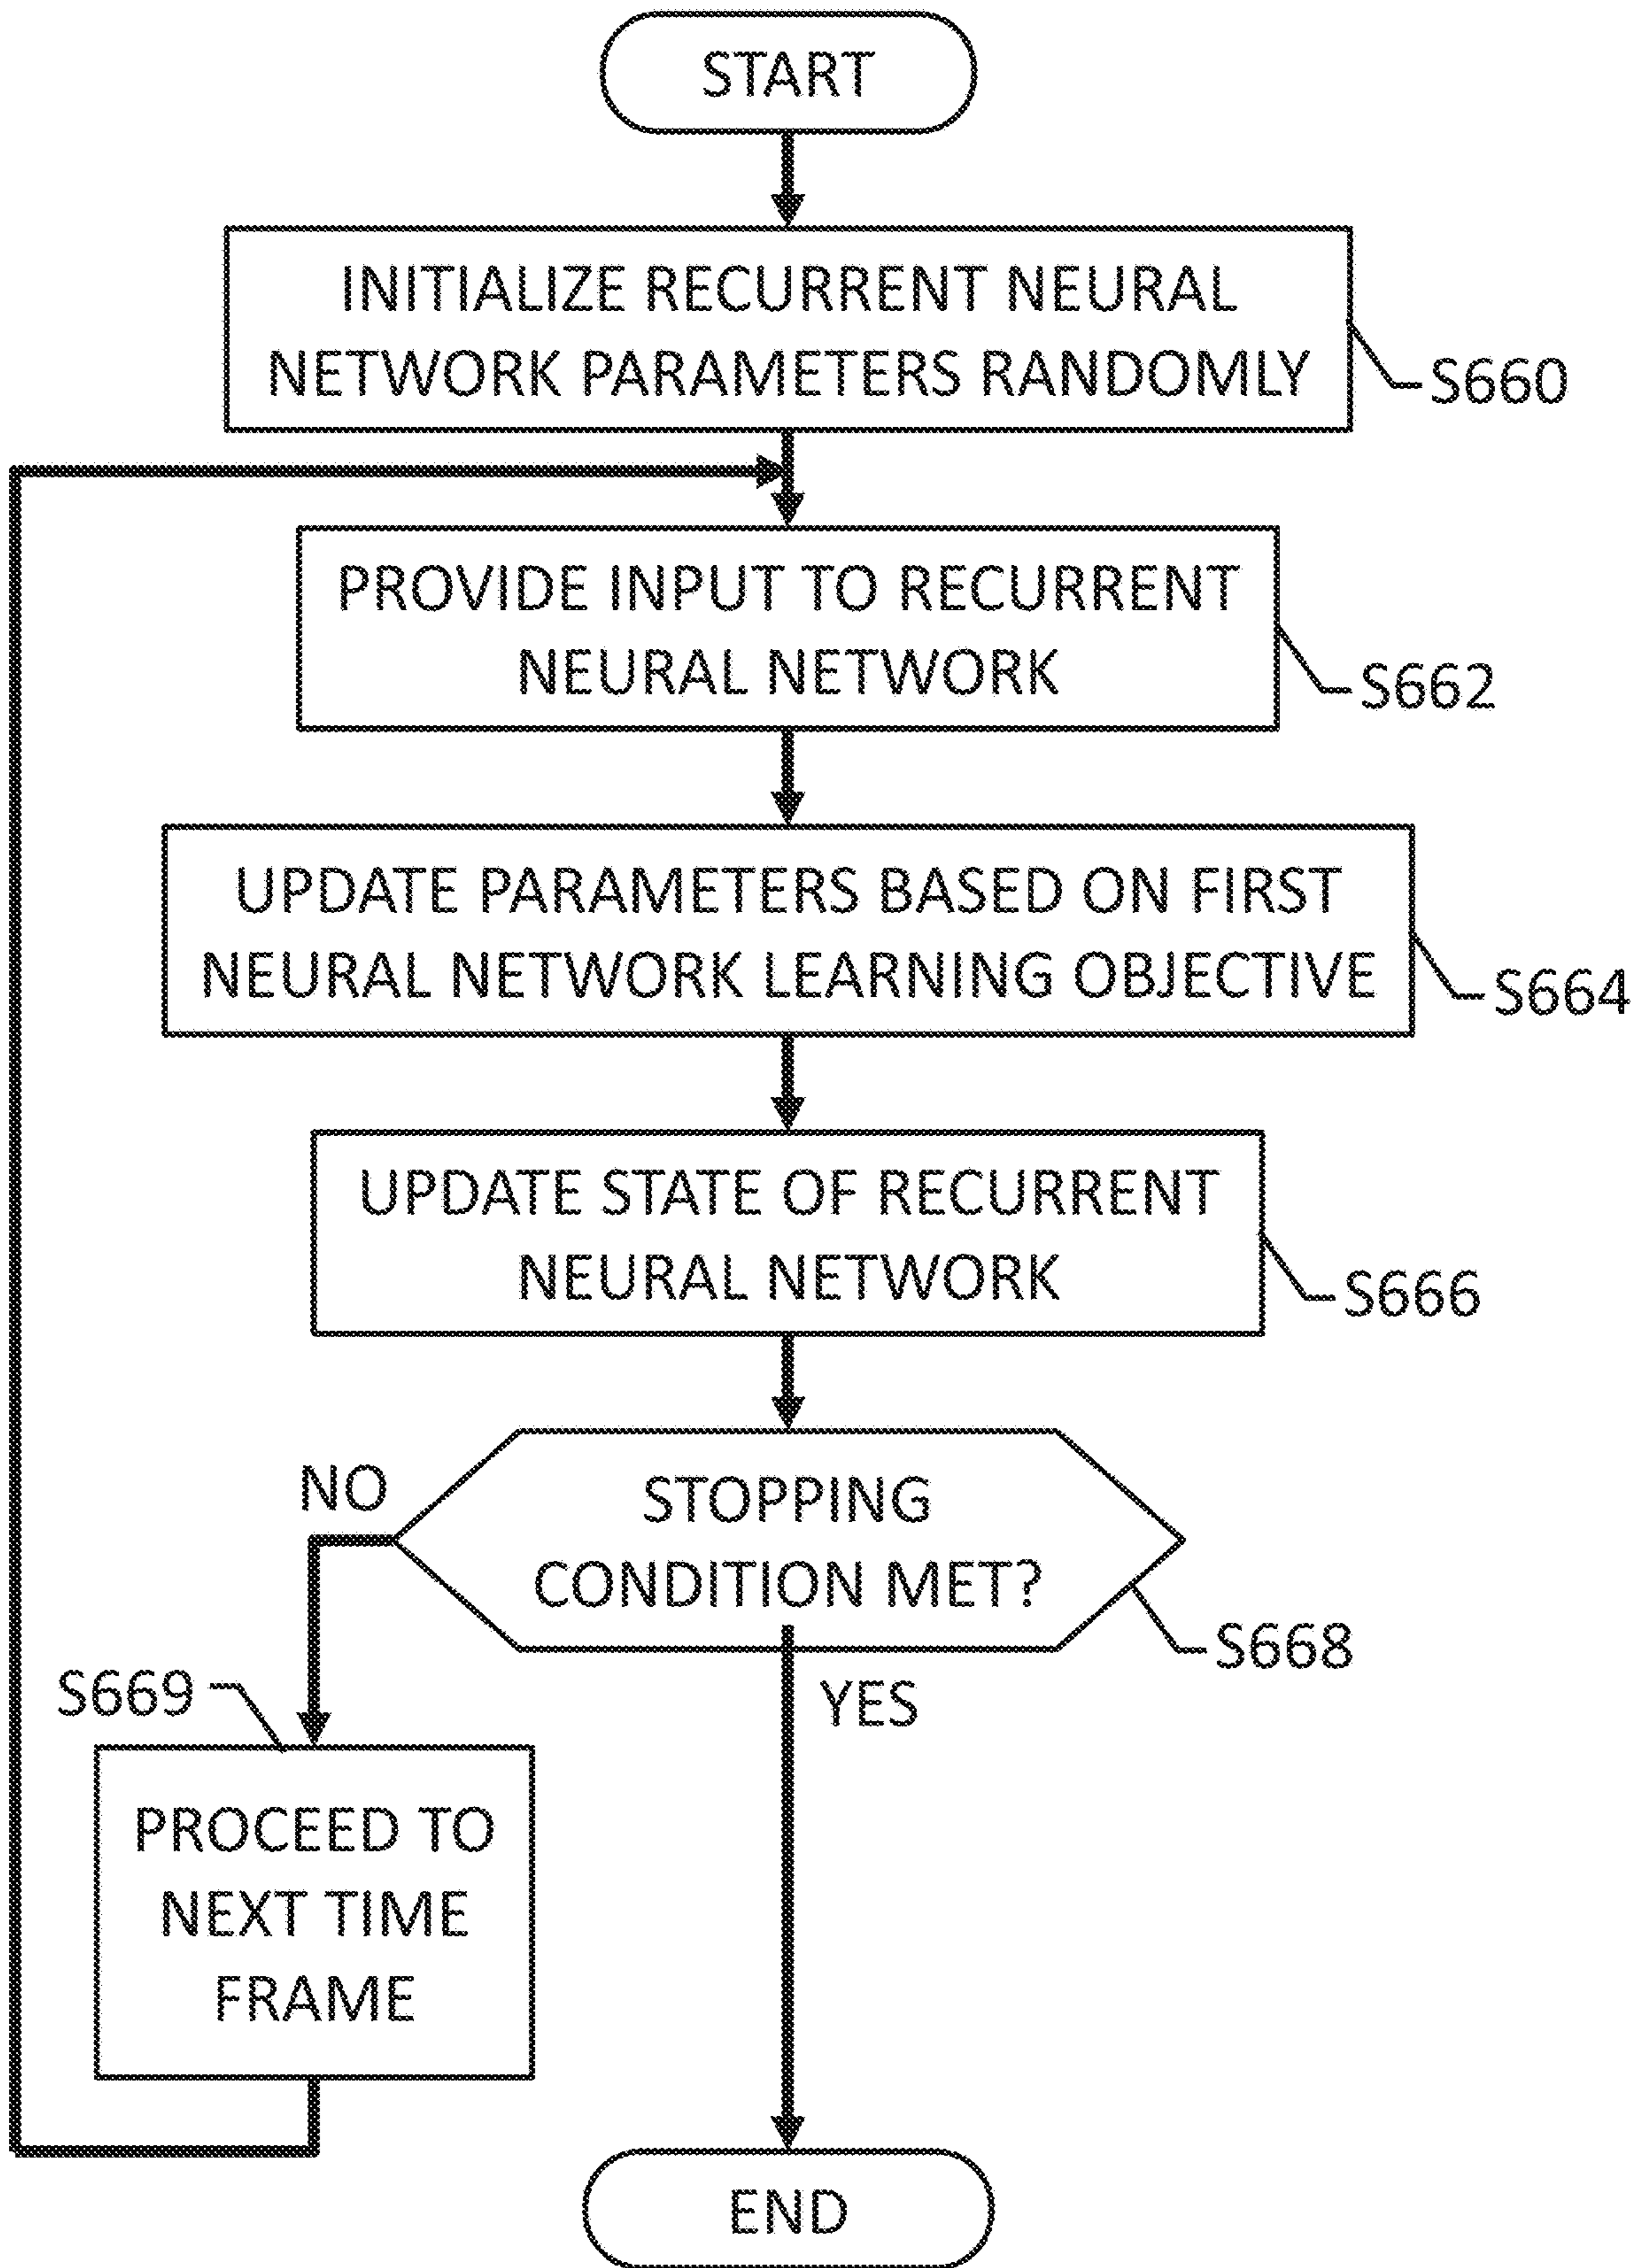 START
INITIALIZE RECURRENT NEURAL
NETWORK PARAMETERS RANDOMLY
S660
PROVIDE INPUT TO RECURRENT
NEURAL NETWORK
S662
UPDATE PARAMETERS BASED ON FIRST
NEURAL NETWORK LEARNING OBJECTIVE
S664
UPDATE STATE OF RECURRENT
NEURAL NETWORK
S666
STOPPING
CONDITION MET?
S668
NO
YES
S669
PROCEED TO
NEXT TIME
FRAME
END